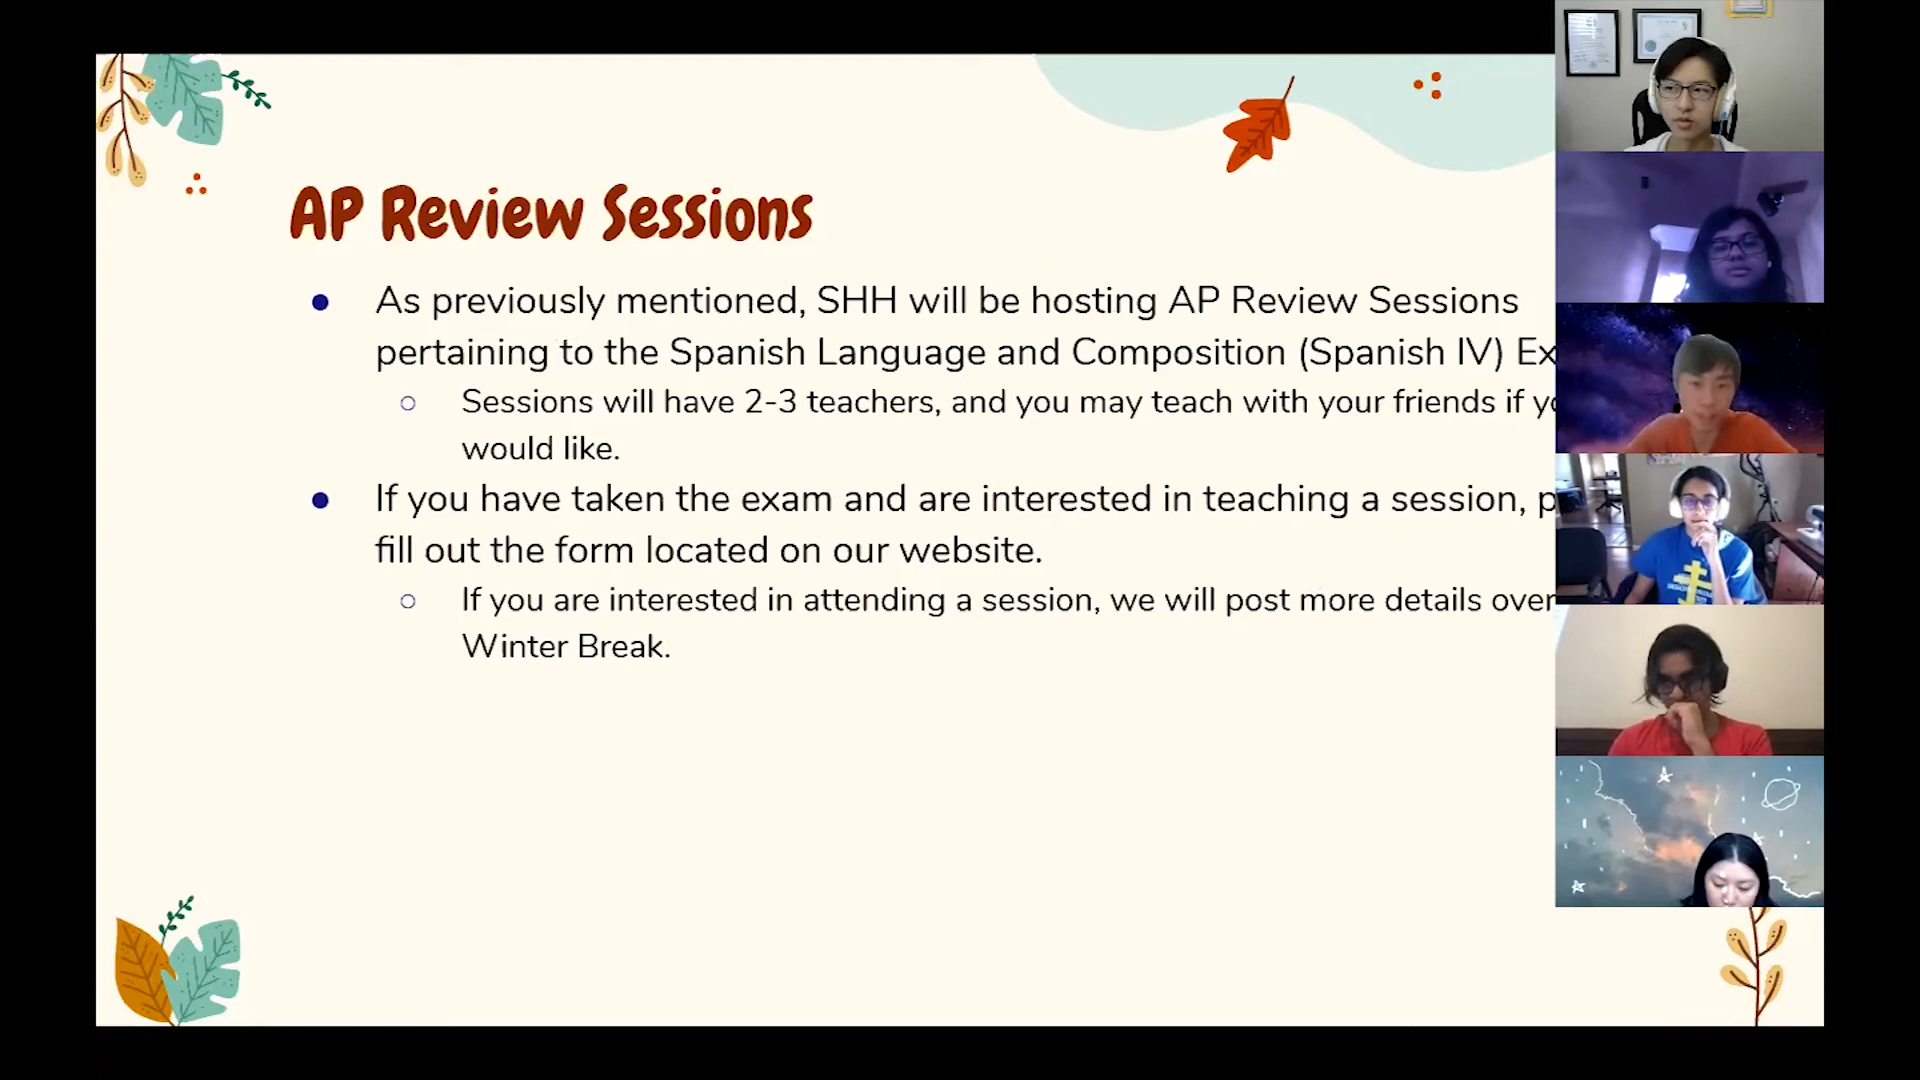 AP Review Sessions
As previously mentioned, SHH will be hosting AP Review Sessions
pertaining to the Spanish Language and Composition (Spanish IV)
Sessions will have 2-3 teachers, and you may teach with your friends if
would like.
If you have taken the exam and are interested in teaching a session,
fill out the form located on our website.
If you are interested in attending a session, we will post more details over
Winter Break.